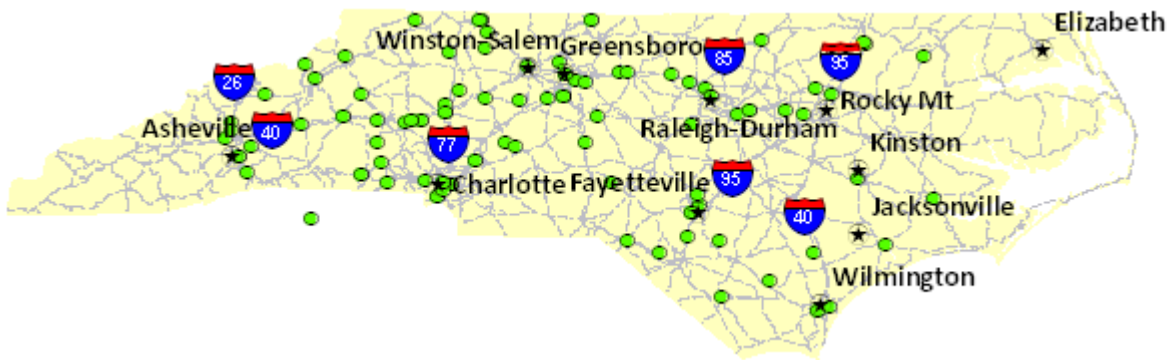 Elizabeth
Winston-Salem
Greensboro
85
95
26
Rocky Mt
Asheville
40
Raleigh-Durham
77
Kinston
Charlotte
Fayetteville
95
Jacksonville
40
Wilmington